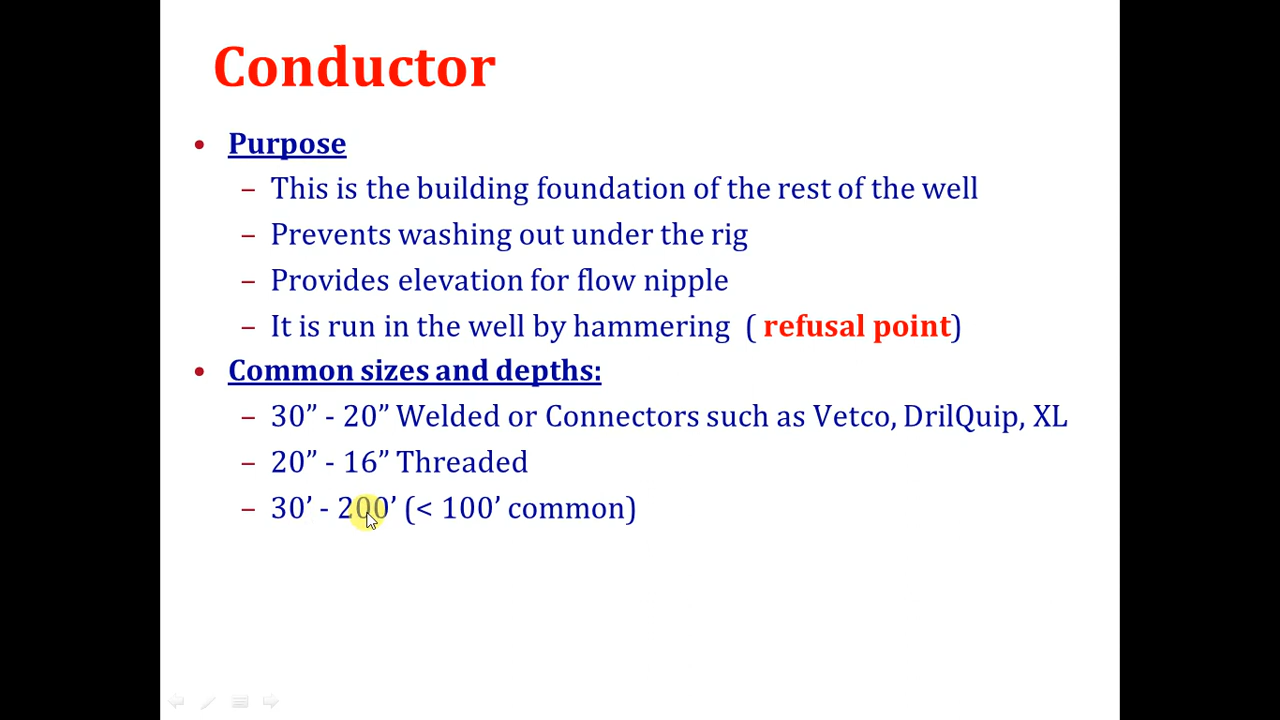 Conductor
• Purpose
– This is the building foundation of the rest of the well
– Prevents washing out under the rig
– Provides elevation for flow nipple
– It is run in the well by hammering ( refusal point)
• Common sizes and depths:
– 30” - 20” Welded or Connectors such as Vetco, DrilQuip, XL
– 20” - 16” Threaded
– 30’ - 200’ (< 100’ common)